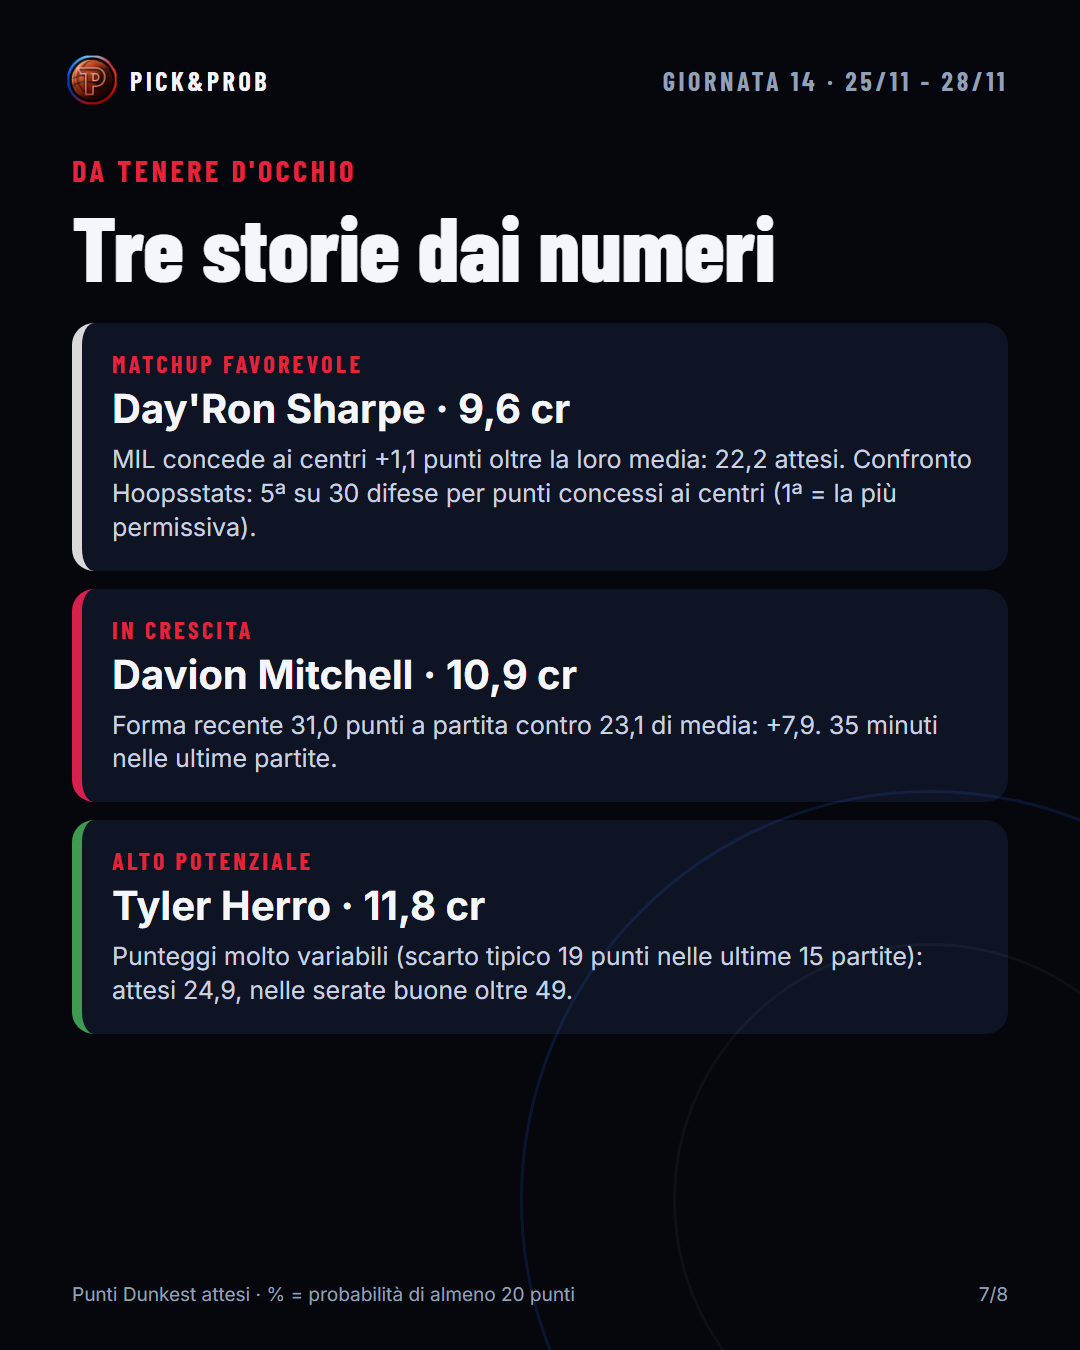 PICK&PROB
GIORNATA 14 · 25/11 - 28/11
DA TENERE D'OCCHIO
Tre storie dai numeri
MATCHUP FAVOREVOLE
Day'Ron Sharpe · 9,6 cr
MIL concede ai centri +1,1 punti oltre la loro media: 22,2 attesi. Confronto
Hoopsstats: 5ª su 30 difese per punti concessi ai centri (1ª = la più
permissiva).
IN CRESCITA
Davion Mitchell · 10,9 cr
Forma recente 31,0 punti a partita contro 23,1 di media: +7,9. 35 minuti
nelle ultime partite.
ALTO POTENZIALE
Tyler Herro · 11,8 cr
Punteggi molto variabili (scarto tipico 19 punti nelle ultime 15 partite):
attesi 24,9, nelle serate buone oltre 49.
Punti Dunkest attesi · % = probabilità di almeno 20 punti
7/8